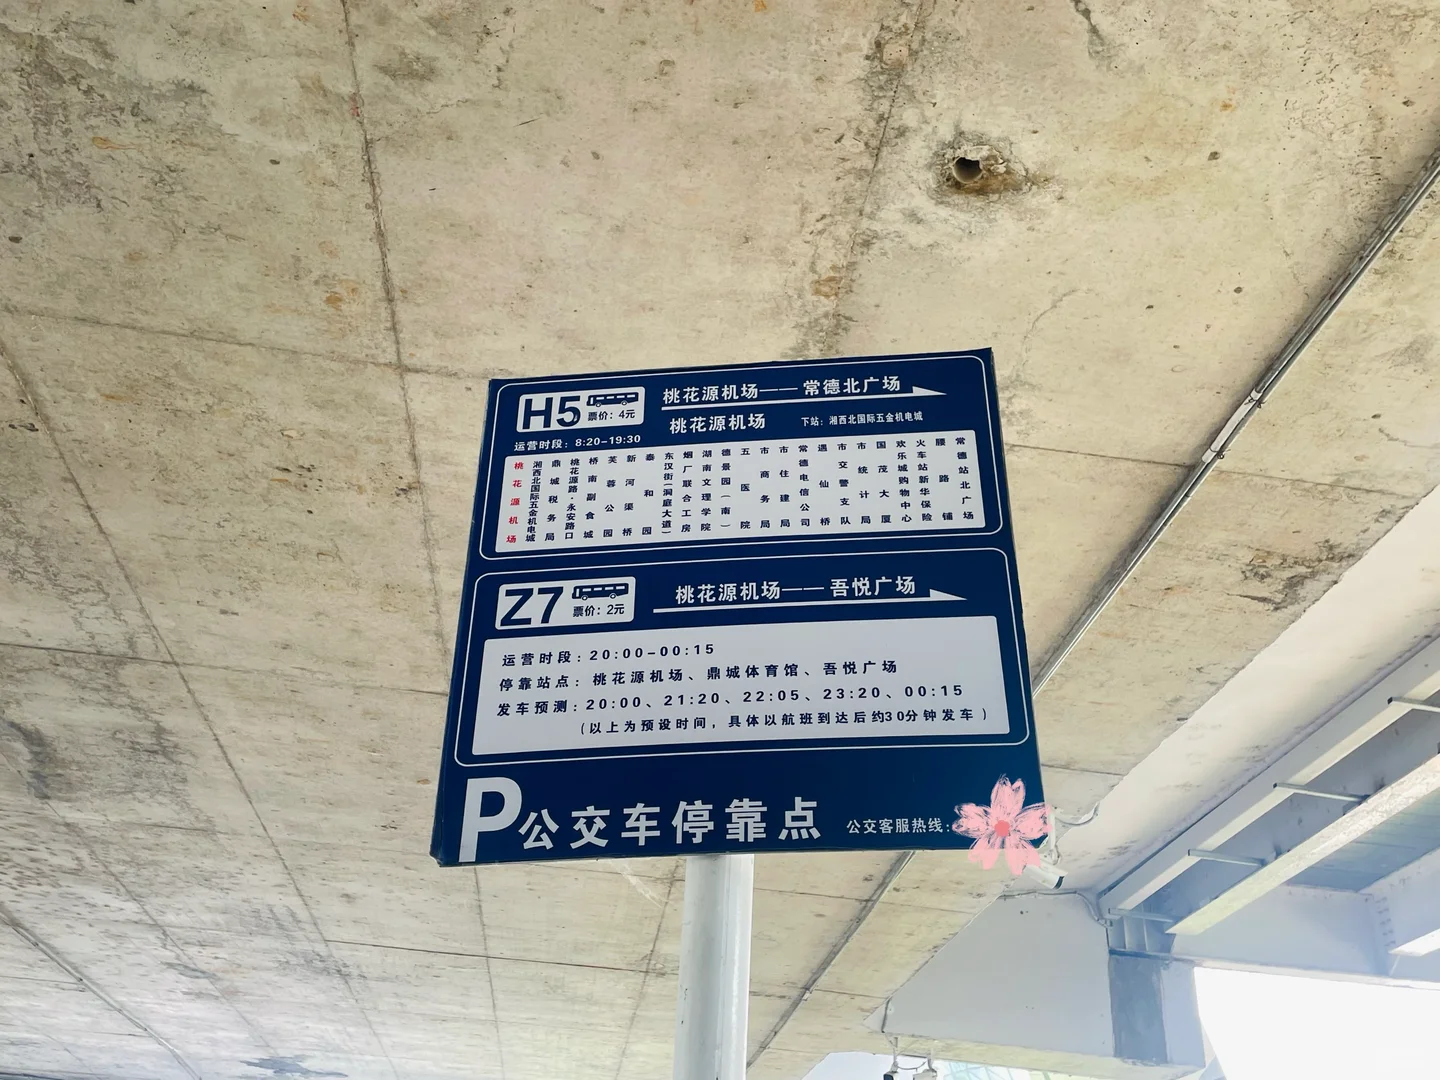 H5
票价：4元
桃花源机场——常德北广场
桃花源机场
下站：湘西北国际五金机电城
运营时段：8:20-19:30
桃花源机场
湘西北国际五金机电城
鼎城税务局
桃花源路·永安路口
桥南副食城
芙蓉公园
新河渠桥
泰和园
东汉街（洞庭大道）
烟厂联合工房
湖南文理学院
德景园（南）
五医院
市商务局
市住建局
常德电信公司
遇仙桥
市交警支队
市统局
国茂大厦
欢乐城购物中心
火车站新华保险
腰路铺
常德站北广场
Z7
票价：2元
桃花源机场——吾悦广场
运营时段：20:00-00:15
停靠站点：桃花源机场、鼎城体育馆、吾悦广场
发车预测：20:00、21:20、22:05、23:20、00:15
（以上为预设时间，具体以航班到达后约30分钟发车）
P公交车停靠点
公交客服热线：